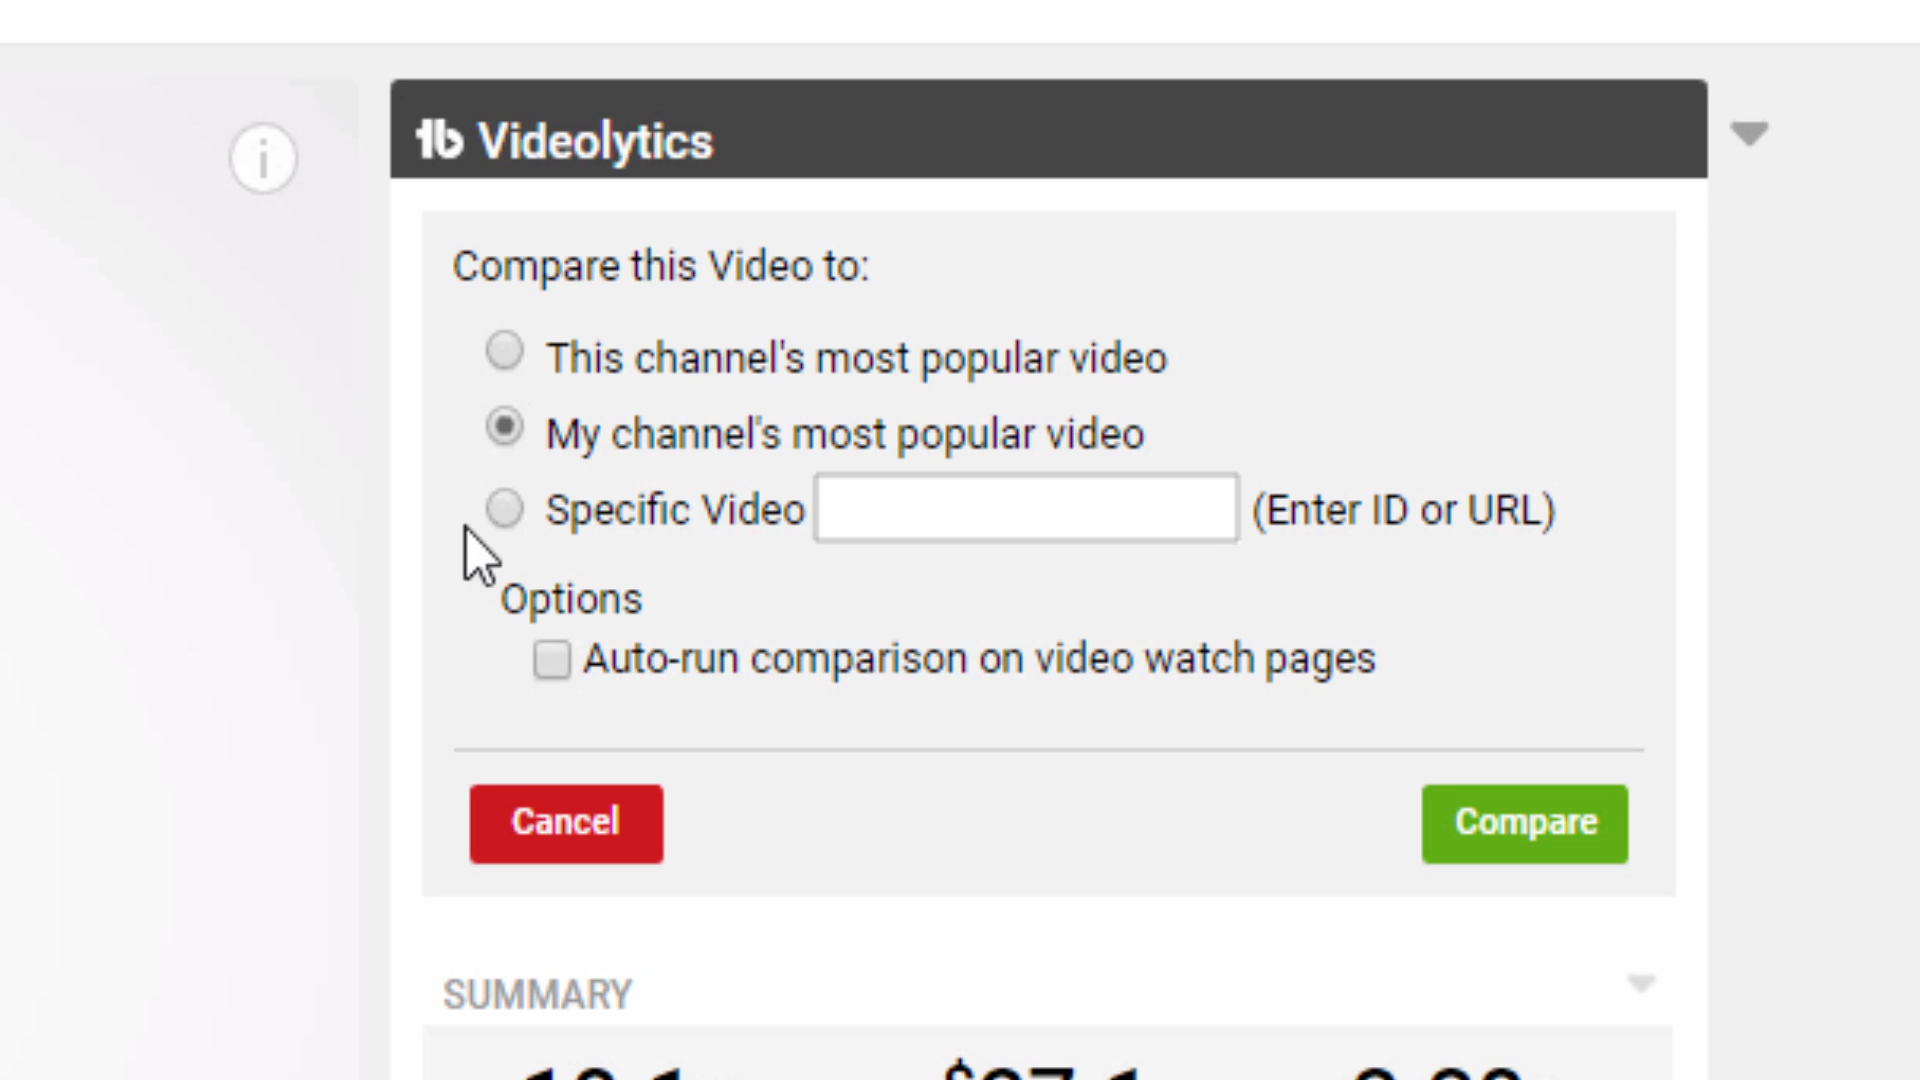 tb Videolytics
Compare this Video to:
This channel's most popular video
My channel's most popular video
Specific Video (Enter ID or URL)
Options
Auto-run comparison on video watch pages
Cancel Compare
SUMMARY